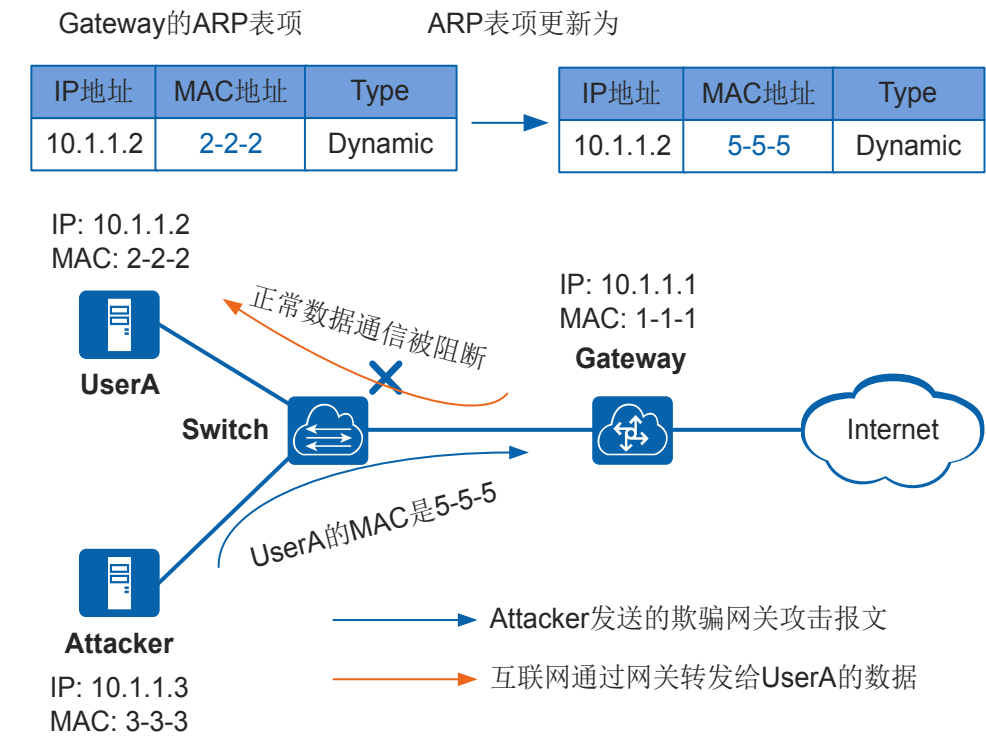 Gateway的ARP表项 ARP表项更新为
IP地址 MAC地址 Type
10.1.1.2 2-2-2 Dynamic
IP地址 MAC地址 Type
10.1.1.2 5-5-5 Dynamic
IP: 10.1.1.2
MAC: 2-2-2
UserA
正常数据通信被阻断
IP: 10.1.1.1
MAC: 1-1-1
Gateway
Switch
Internet
UserA的MAC是5-5-5
Attacker
IP: 10.1.1.3
MAC: 3-3-3
Attacker发送的欺骗网关攻击报文
互联网通过网关转发给UserA的数据